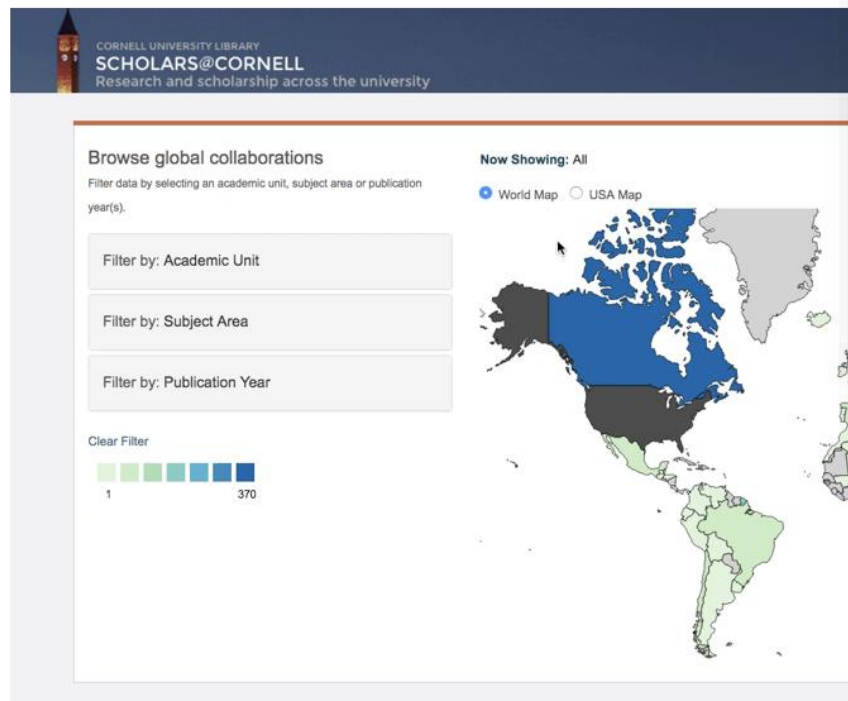 CORNELL UNIVERSITY LIBRARY
SCHOLARS@CORNELL
Research and scholarship across the university
Browse global collaborations
Filter data by selecting an academic unit, subject area or publication
year(s).
Filter by: Academic Unit
Filter by: Subject Area
Filter by: Publication Year
Clear Filter
1 370
Now Showing: All
World Map USA Map